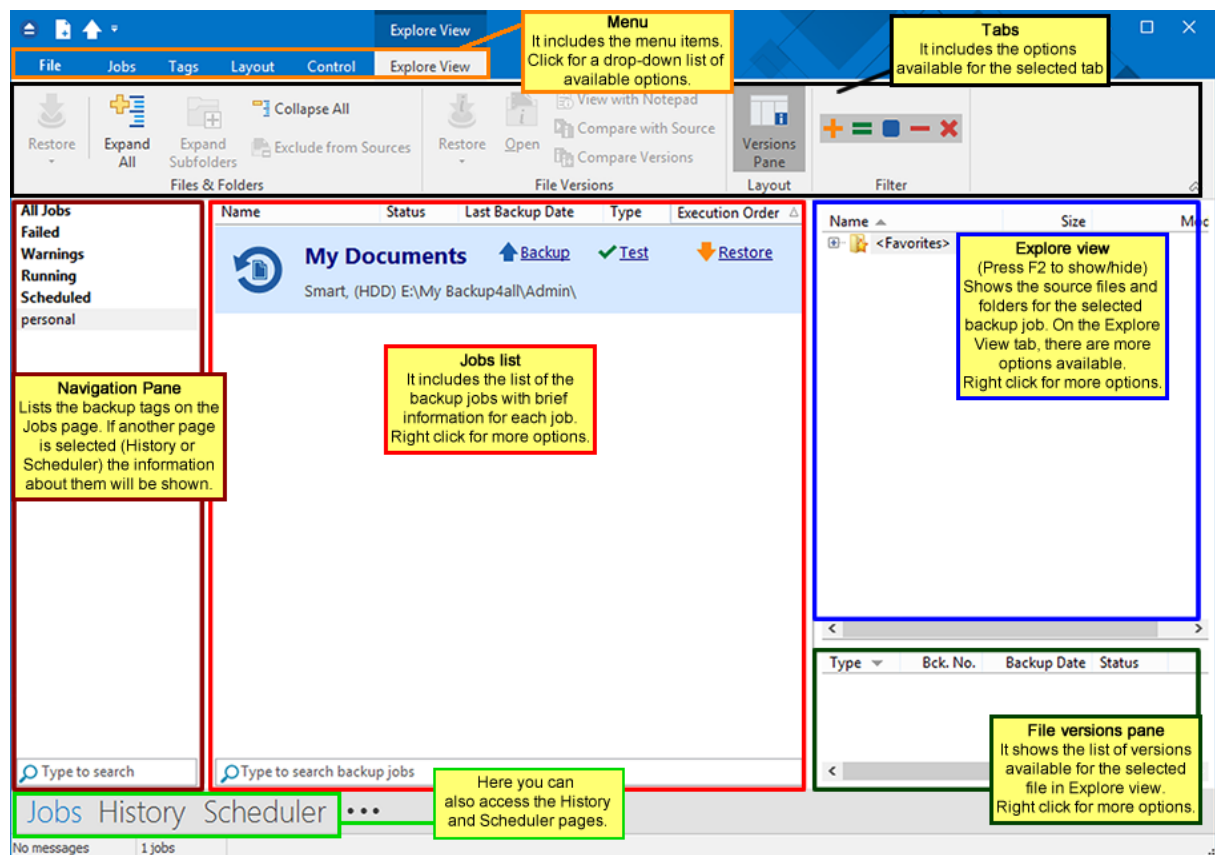 Explore View
Menu
It includes the menu items.
Click for a drop-down list of
available options.
Tabs
It includes the options
available for the selected tab
File Jobs Tags Layout Control Explore View
Restore
Expand
All
Expand
Subfolders
Collapse All
Exclude from Sources
Files & Folders
Restore
Open
View with Notepad
Compare with Source
Compare Versions
File Versions
Versions
Pane
Layout
Filter
All Jobs
Failed
Warnings
Running
Scheduled
personal
Navigation Pane
Lists the backup tags on the
Jobs page. If another page
is selected (History or
Scheduler) the information
about them will be shown.
Type to search
Name Status Last Backup Date Type Execution Order
My Documents Backup Test Restore
Smart, (HDD) E:\My Backup4all\Admin\
Jobs list
It includes the list of the
backup jobs with brief
information for each job.
Right click for more options.
Type to search backup jobs
Name Size Moc
<Favorites>
Explore view
(Press F2 to show/hide)
Shows the source files and
folders for the selected
backup job. On the Explore
View tab, there are more
options available.
Right click for more options.
Type Bck. No. Backup Date Status
File versions pane
It shows the list of versions
available for the selected
file in Explore view.
Right click for more options.
Here you can
also access the History
and Scheduler pages.
Jobs History Scheduler •••
No messages 1 jobs